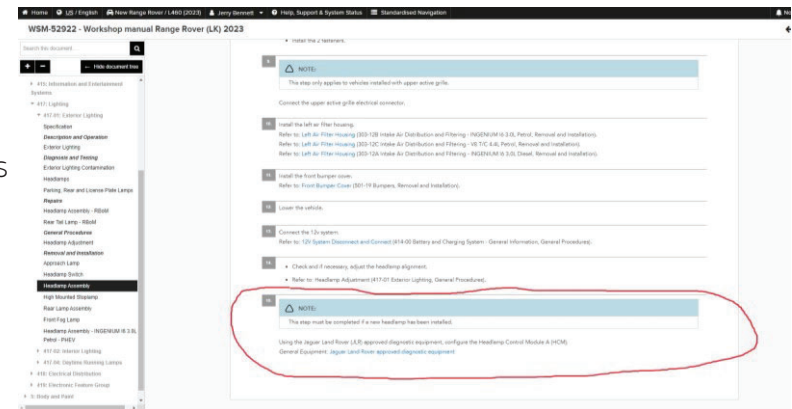 Home US / English New Range Rover / L460 (2023) Jerry Bennett Help, Support & System Status Standardised Navigation No
WSM-52922 - Workshop manual Range Rover (LK) 2023
Search this document
Hide document tree
415: Information and Entertainment
Systems
417: Lighting
417-01: Exterior Lighting
Specification
Description and Operation
Exterior Lighting
Diagnosis and Testing
Exterior Lighting Contamination
Headlamps
Parking, Rear and License Plate Lamps
Repairs
Headlamp Assembly - RBoM
Rear Tail Lamp - RBoM
General Procedures
Headlamp Adjustment
Removal and Installation
Approach Lamp
Headlamp Switch
Headlamp Assembly
High Mounted Stoplamp
Rear Lamp Assembly
Front Fog Lamp
Headlamp Assembly - INGENIUM I6 3.0L
Petrol - PHEV
417-02: Interior Lighting
417-04: Daytime Running Lamps
418: Electrical Distribution
419: Electronic Feature Group
5: Body and Paint
s
Install the 2 fasteners.
NOTE:
This step only applies to vehicles installed with upper active grille.
Connect the upper active grille electrical connector.
Install the left air filter housing.
Refer to: Left Air Filter Housing (303-12B Intake Air Distribution and Filtering - INGENIUM I6 3.0L Petrol, Removal and Installation).
Refer to: Left Air Filter Housing (303-12C Intake Air Distribution and Filtering - V8 T/C 4.4L Petrol, Removal and Installation).
Refer to: Left Air Filter Housing (303-12A Intake Air Distribution and Filtering - INGENIUM I6 3.0L Diesel, Removal and Installation).
Install the front bumper cover.
Refer to: Front Bumper Cover (501-19 Bumpers, Removal and Installation).
Lower the vehicle.
Connect the 12v system.
Refer to: 12V System Disconnect and Connect (414-00 Battery and Charging System - General Information, General Procedures).
Check and if necessary, adjust the headlamp alignment.
Refer to: Headlamp Adjustment (417-01 Exterior Lighting, General Procedures).
NOTE:
This step must be completed if a new headlamp has been installed.
Using the Jaguar Land Rover (JLR) approved diagnostic equipment, configure the Headlamp Control Module A (HCM).
General Equipment: Jaguar Land Rover approved diagnostic equipment